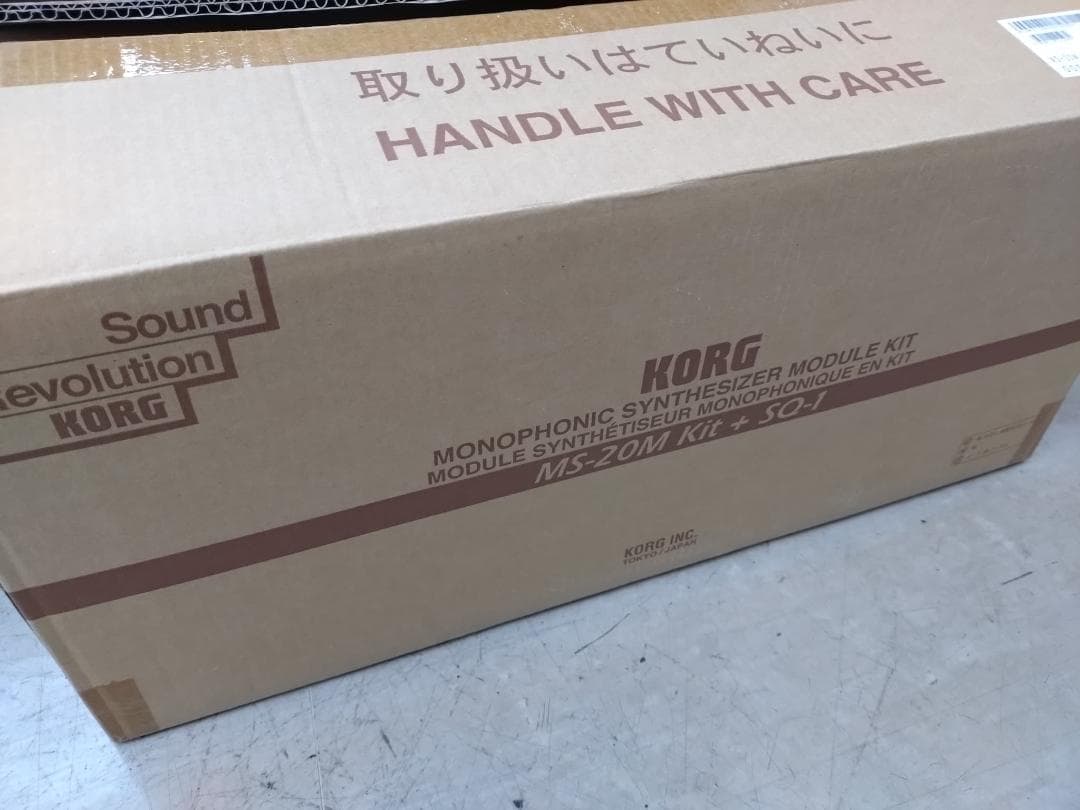 取り扱いはていねいに
HANDLE WITH CARE
Sound
evolution
KORG
KORG
MONOPHONIC SYNTHESIZER MODULE KIT
MODULE SYNTHÉTISEUR MONOPHONIQUE EN KIT
MS-20M Kit + SQ-1
KORG INC.
TOKYO/JAPAN